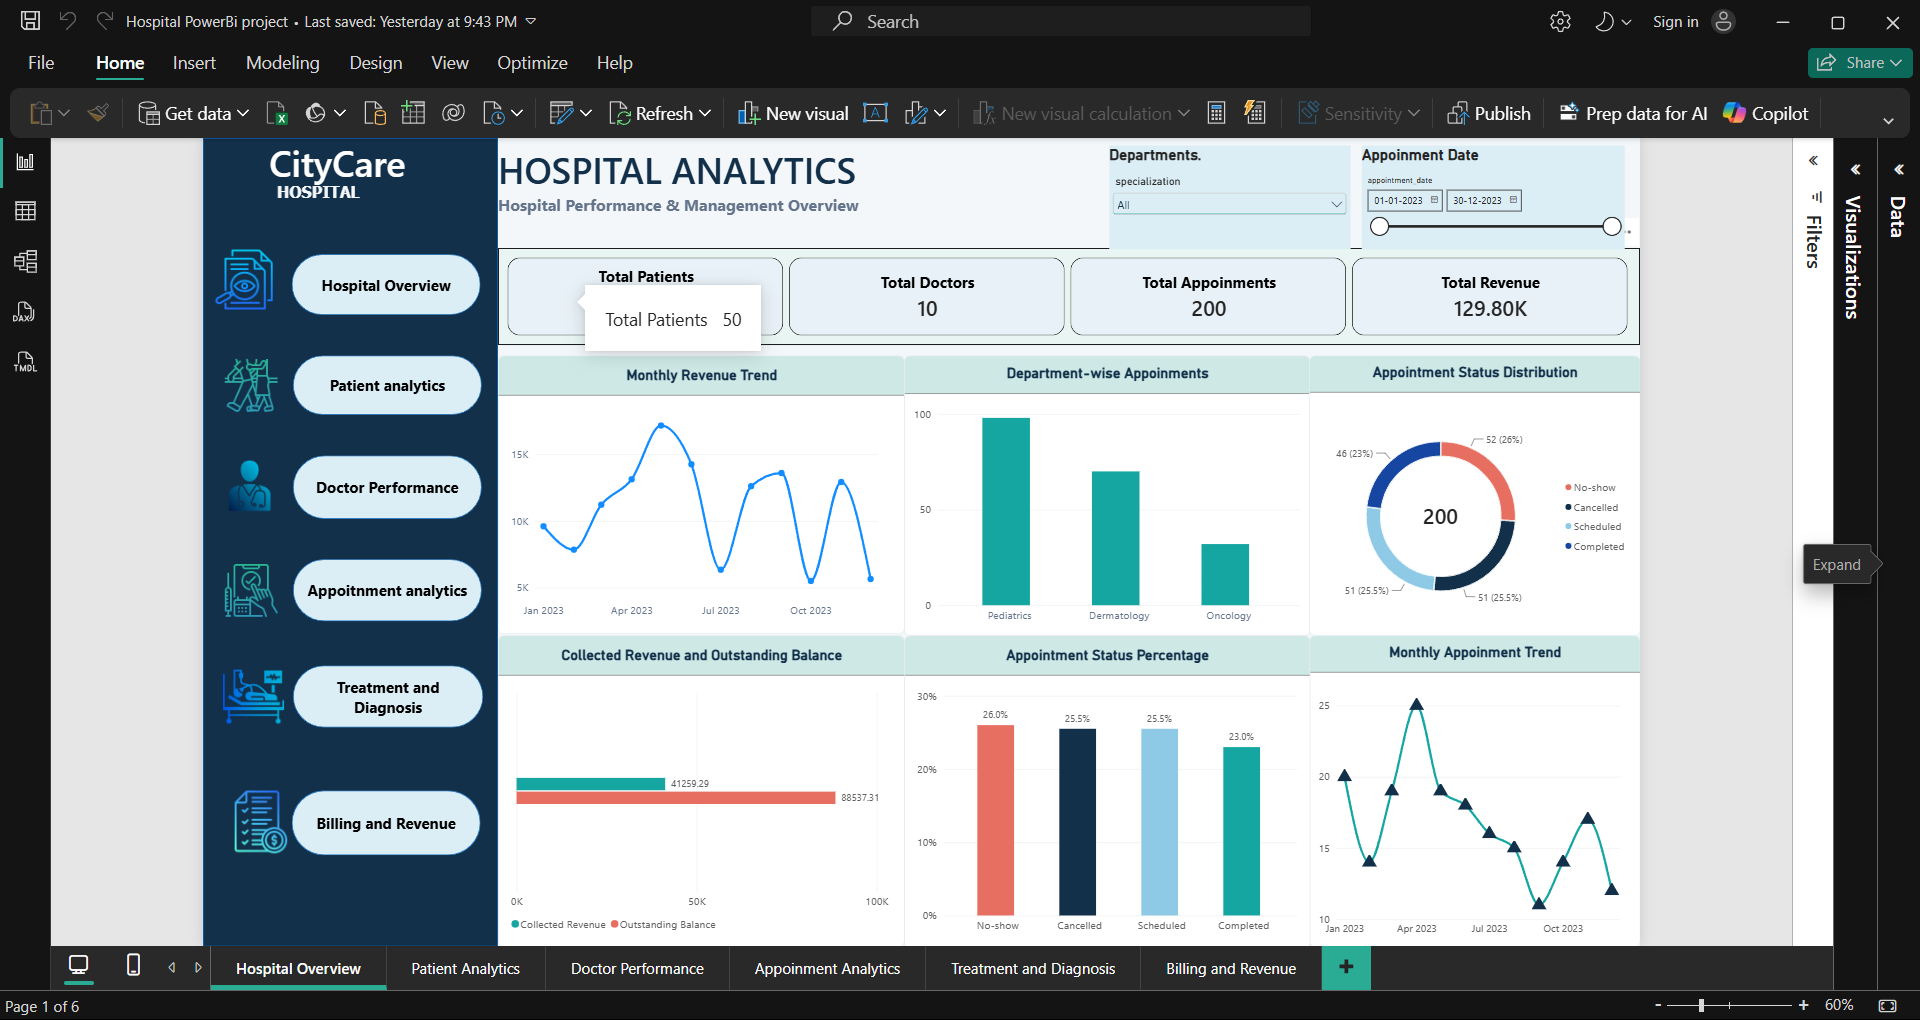 Hospital PowerBi project • Last saved: Yesterday at 9:43 PM
Search
Sign in
File
Home
Insert
Modeling
Design
View
Optimize
Help
Share
Get data
Refresh
New visual
New visual calculation
Sensitivity
Publish
Prep data for AI
Copilot
DAX
TMDL
CityCare
HOSPITAL
Hospital Overview
Patient analytics
Doctor Performance
Appoitnment analytics
Treatment and
Diagnosis
Billing and Revenue
HOSPITAL ANALYTICS
Hospital Performance & Management Overview
Departments.
specialization
All
Appoinment Date
appointment_date
01-01-2023
30-12-2023
Total Patients
Total Patients 50
Total Doctors
10
Total Appoinments
200
Total Revenue
129.80K
Monthly Revenue Trend
15K
10K
5K
Jan 2023
Apr 2023
Jul 2023
Oct 2023
Department-wise Appoinments
100
50
0
Pediatrics
Dermatology
Oncology
Appointment Status Distribution
52 (26%)
46 (23%)
200
51 (25.5%)
51 (25.5%)
No-show
Cancelled
Scheduled
Completed
Collected Revenue and Outstanding Balance
41259.29
88537.31
0K
50K
100K
Collected Revenue
Outstanding Balance
Appointment Status Percentage
30%
20%
10%
0%
26.0%
25.5%
25.5%
23.0%
No-show
Cancelled
Scheduled
Completed
Monthly Appoinment Trend
25
20
15
10
Jan 2023
Apr 2023
Jul 2023
Oct 2023
Filters
Visualizations
Data
Expand
Hospital Overview
Patient Analytics
Doctor Performance
Appoinment Analytics
Treatment and Diagnosis
Billing and Revenue
Page 1 of 6
60%